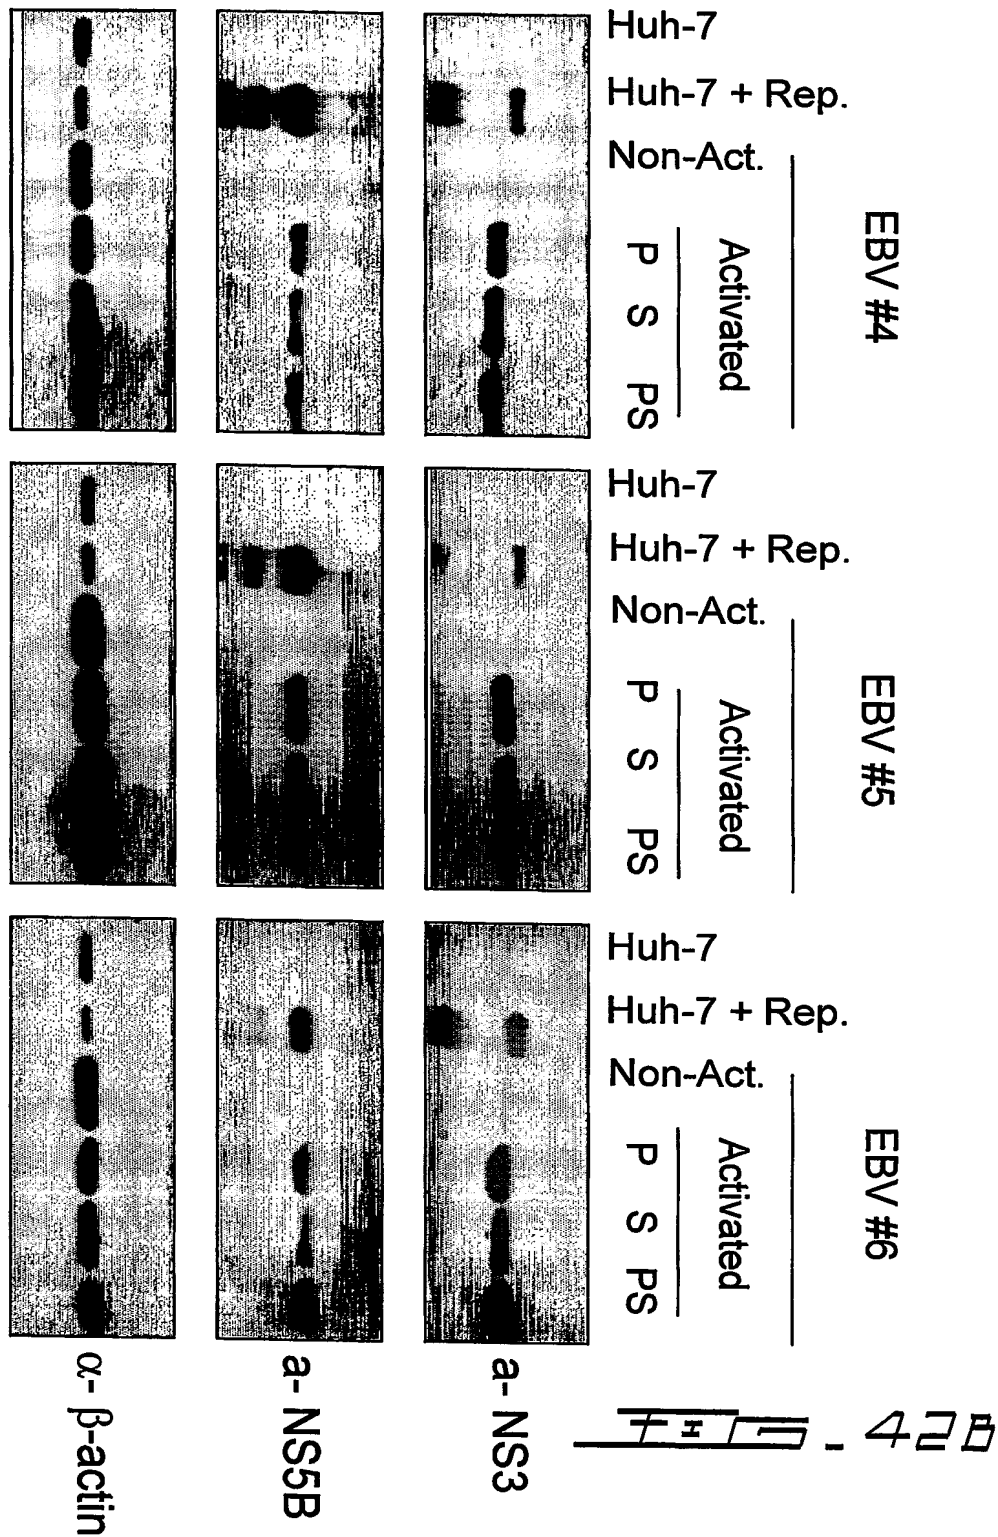 EBV #4
Activated
Huh-7
Huh-7 + Rep.
Non-Act.
P
S
PS
EBV #5
Activated
Huh-7
Huh-7 + Rep.
Non-Act.
P
S
PS
EBV #6
Activated
Huh-7
Huh-7 + Rep.
Non-Act.
P
S
PS
a- NS3
a- NS5B
α- β-actin
FIG. 42B